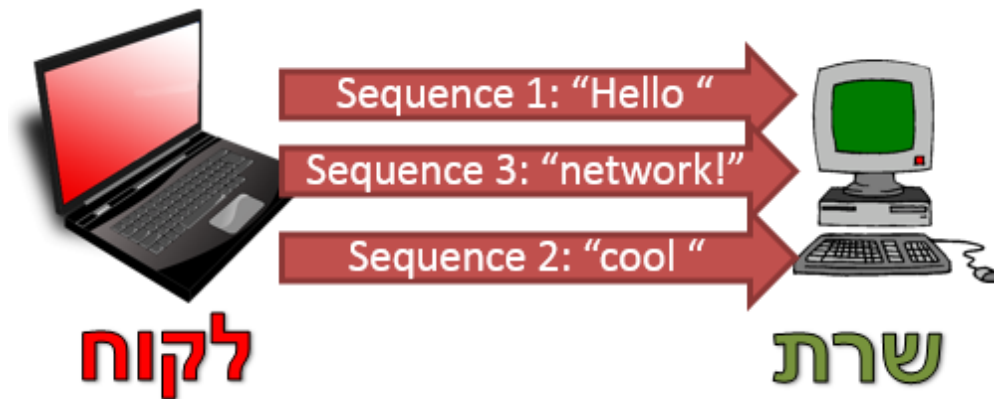 Sequence 1: “Hello “
Sequence 3: “network!”
Sequence 2: “cool “
לקוח
שרת